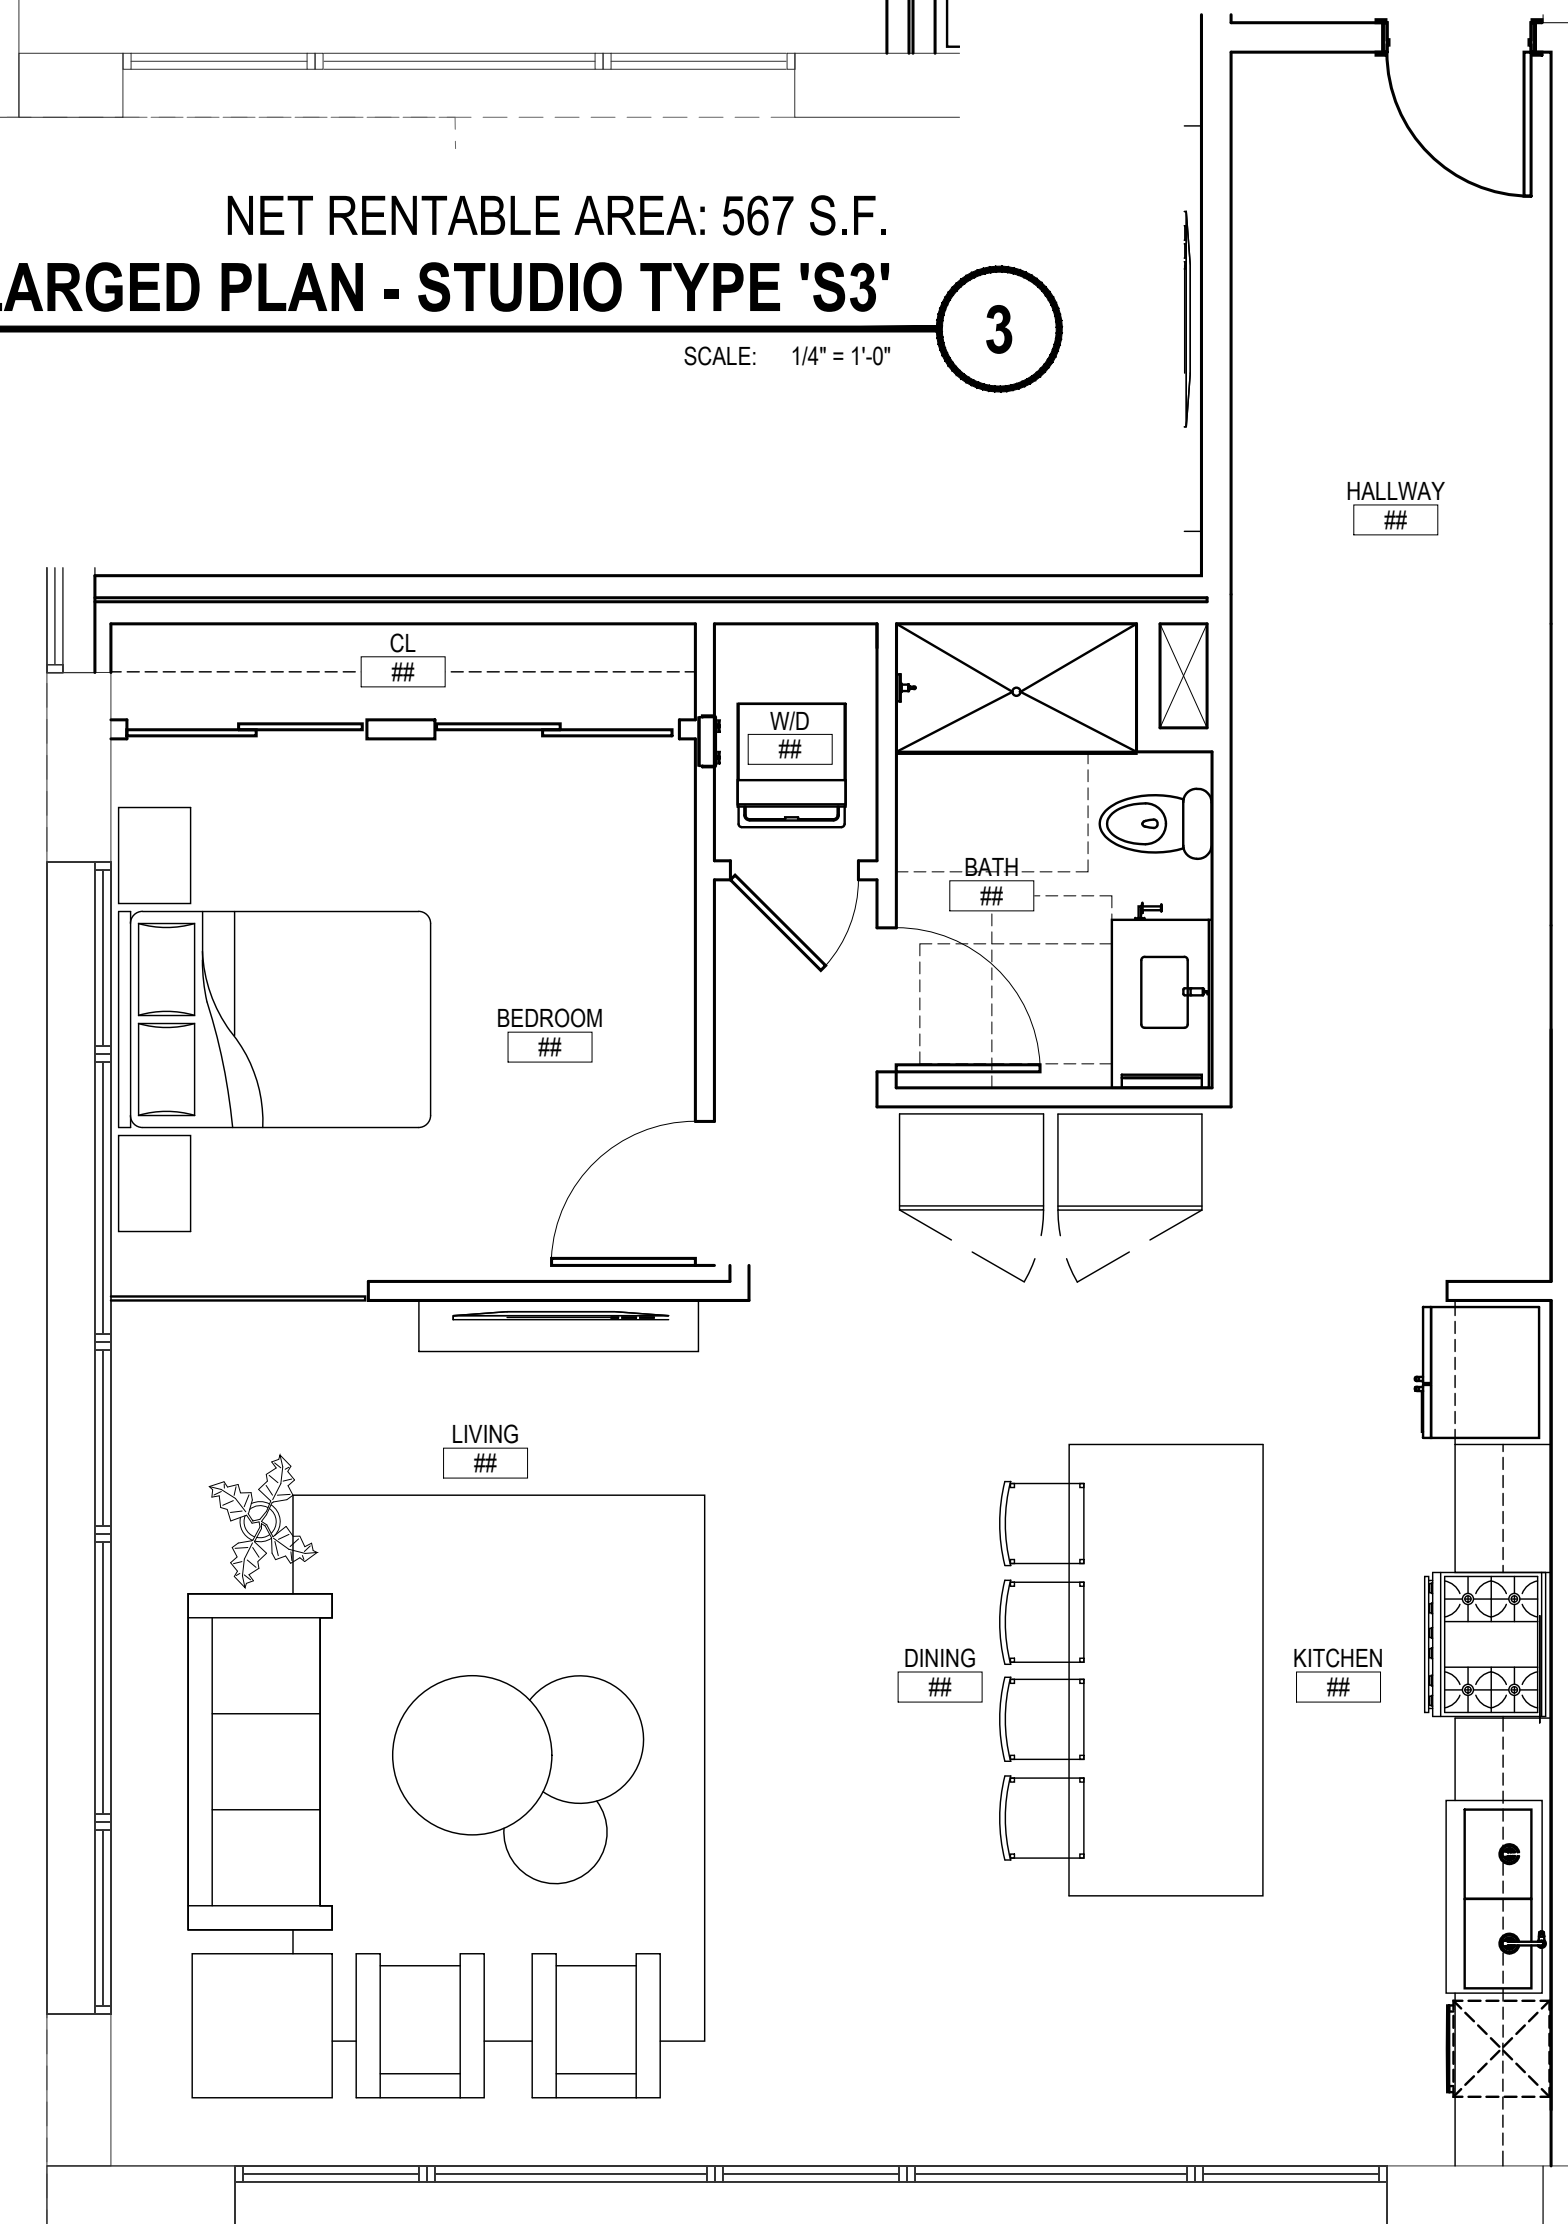 NET RENTABLE AREA: 567 S.F.
LARGED PLAN - STUDIO TYPE 'S3'
3
SCALE: 1/4" = 1'-0"
HALLWAY
##
CL
##
W/D
##
BATH
##
BEDROOM
##
LIVING
##
DINING
##
KITCHEN
##